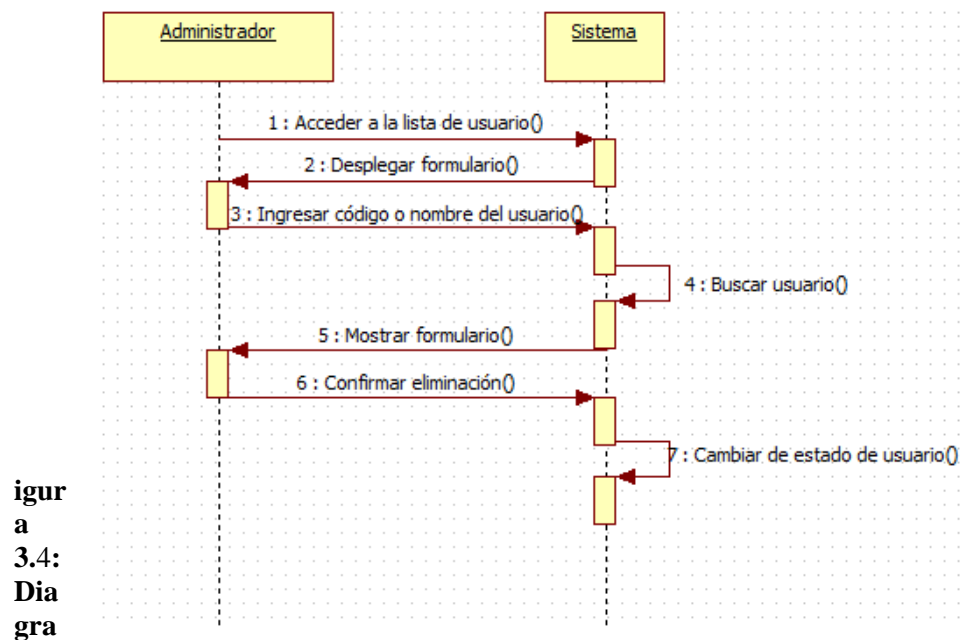 Administrador
Sistema
1 : Acceder a la lista de usuario()
2 : Desplegar formulario()
3 : Ingresar código o nombre del usuario()
4 : Buscar usuario()
5 : Mostrar formulario()
6 : Confirmar eliminación()
7 : Cambiar de estado de usuario()
igur
a
3.4:
Dia
gra